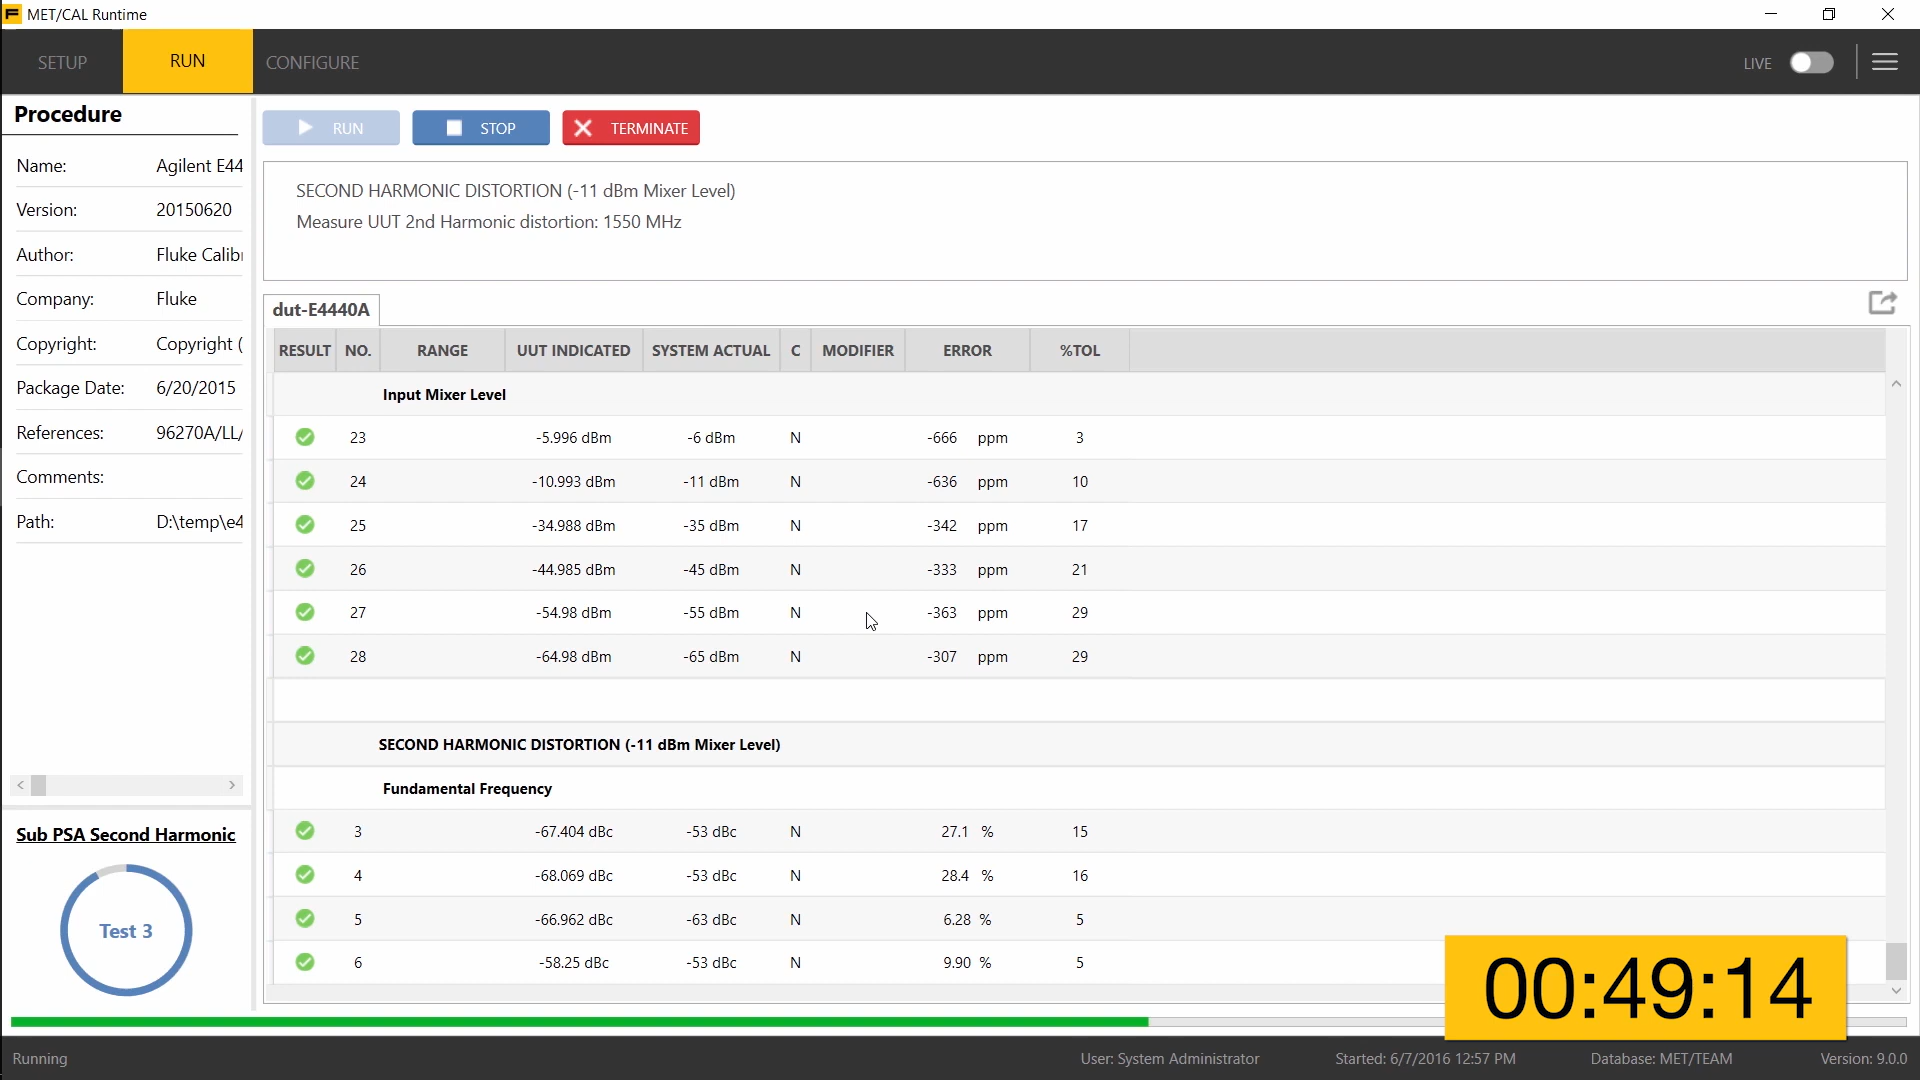 MET/CAL Runtime
SETUP RUN CONFIGURE LIVE
Procedure
Name: Agilent E44
Version: 20150620
Author: Fluke Calib
Company: Fluke
Copyright: Copyright (
Package Date: 6/20/2015
References: 96270A/LL/
Comments:
Path: D:\temp\e4
Sub PSA Second Harmonic
Test 3
RUN STOP TERMINATE
SECOND HARMONIC DISTORTION (-11 dBm Mixer Level)
Measure UUT 2nd Harmonic distortion: 1550 MHz
dut-E4440A
RESULT NO. RANGE UUT INDICATED SYSTEM ACTUAL C MODIFIER ERROR %TOL
Input Mixer Level
23 -5.996 dBm -6 dBm N -666 ppm 3
24 -10.993 dBm -11 dBm N -636 ppm 10
25 -34.988 dBm -35 dBm N -342 ppm 17
26 -44.985 dBm -45 dBm N -333 ppm 21
27 -54.98 dBm -55 dBm N -363 ppm 29
28 -64.98 dBm -65 dBm N -307 ppm 29
SECOND HARMONIC DISTORTION (-11 dBm Mixer Level)
Fundamental Frequency
3 -67.404 dBc -53 dBc N 27.1 % 15
4 -68.069 dBc -53 dBc N 28.4 % 16
5 -66.962 dBc -63 dBc N 6.28 % 5
6 -58.25 dBc -53 dBc N 9.90 % 5
00:49:14
Running User: System Administrator Started: 6/7/2016 12:57 PM Database: MET/TEAM Version: 9.0.0